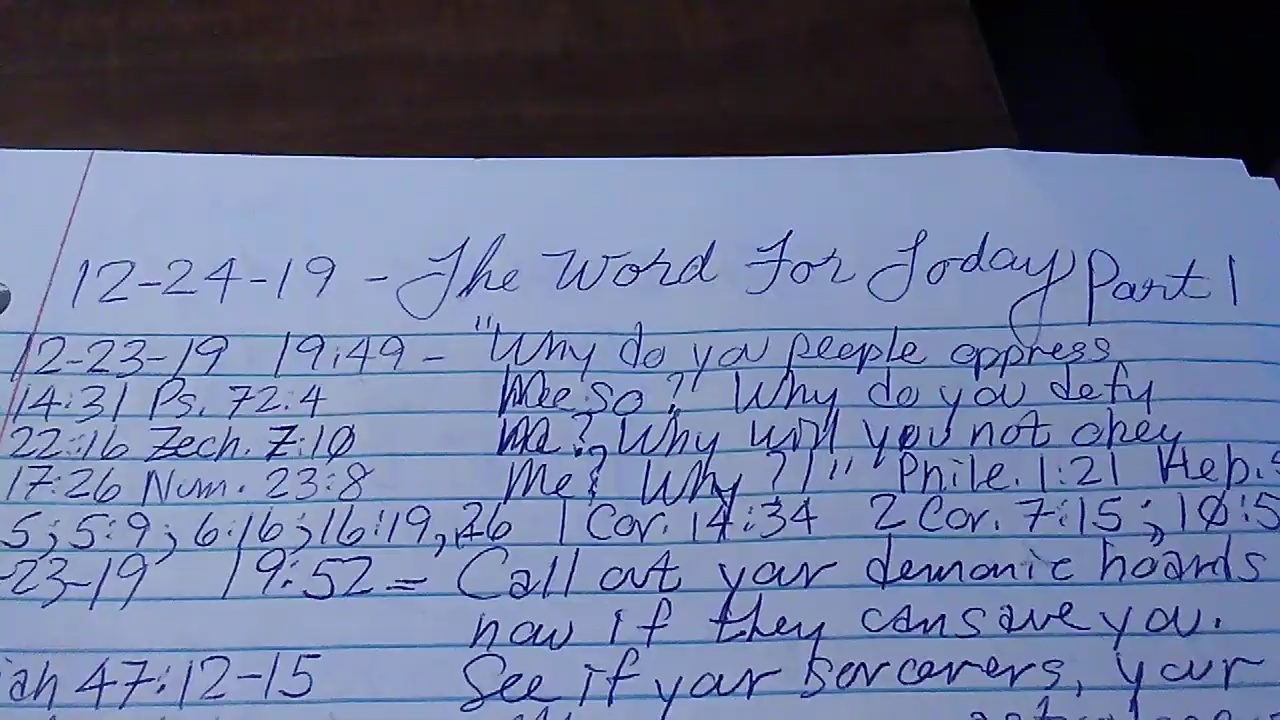 12-24-19 - The Word For Today Part 1
12-23-19 19:49 - "Why do you people oppress
14:31 Ps. 72:4 Me so?" Why do you defy
22:16 Zech. 7:10 Me? Why will you not obey
17:26 Num. 23:8 Me? Why?!" Phile. 1:21 Heb.
5; 5:9; 6:16; 16:19, 26 1 Cor. 14:34 2 Cor. 7:15; 10:5
-23-19 19:52 = Call out your demonic hoards
now if they can save you.
iah 47:12-15 See if your sorcerers, your